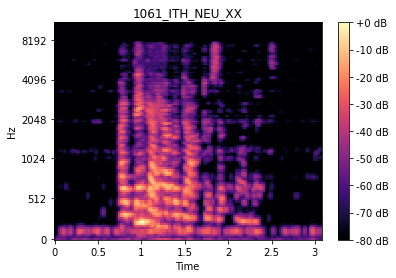 1061_ITH_NEU_XX
Hz
8192
4096
2048
1024
512
0
0 0.5 1 1.5 2 2.5 3
Time
+0 dB
-10 dB
-20 dB
-30 dB
-40 dB
-50 dB
-60 dB
-70 dB
-80 dB